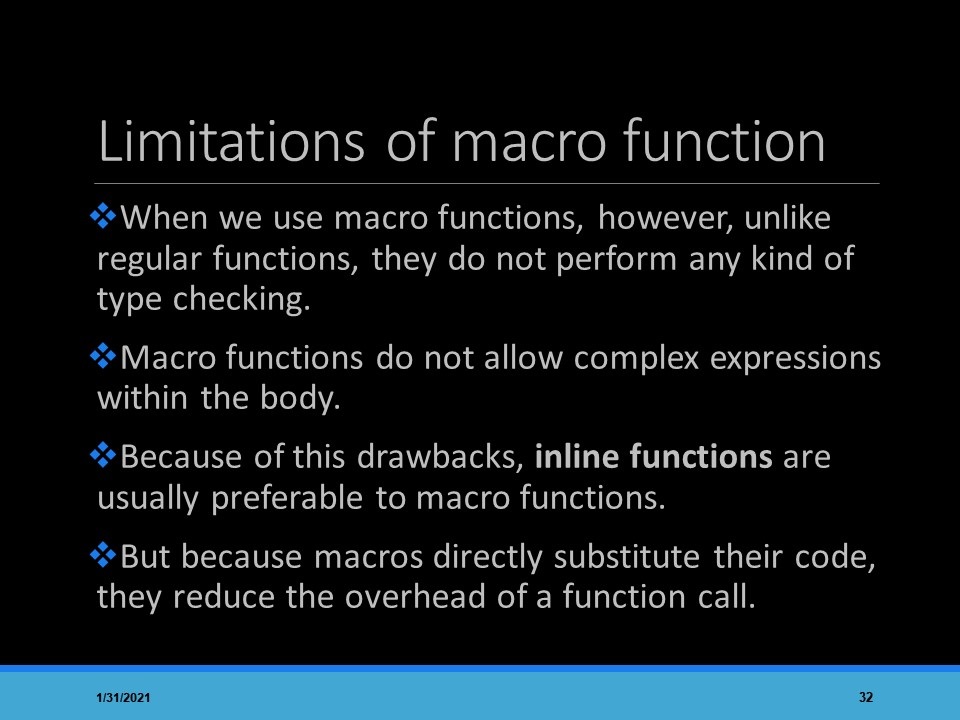 Limitations of macro function
❖When we use macro functions, however, unlike
regular functions, they do not perform any kind of
type checking.
❖Macro functions do not allow complex expressions
within the body.
❖Because of this drawbacks, inline functions are
usually preferable to macro functions.
❖But because macros directly substitute their code,
they reduce the overhead of a function call.
1/31/2021
32